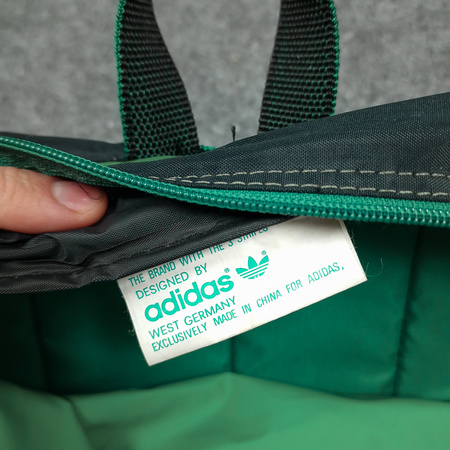 THE BRAND WITH THE 3 STRIPES
DESIGNED BY
adidas
WEST GERMANY
EXCLUSIVELY MADE IN CHINA FOR ADIDAS,